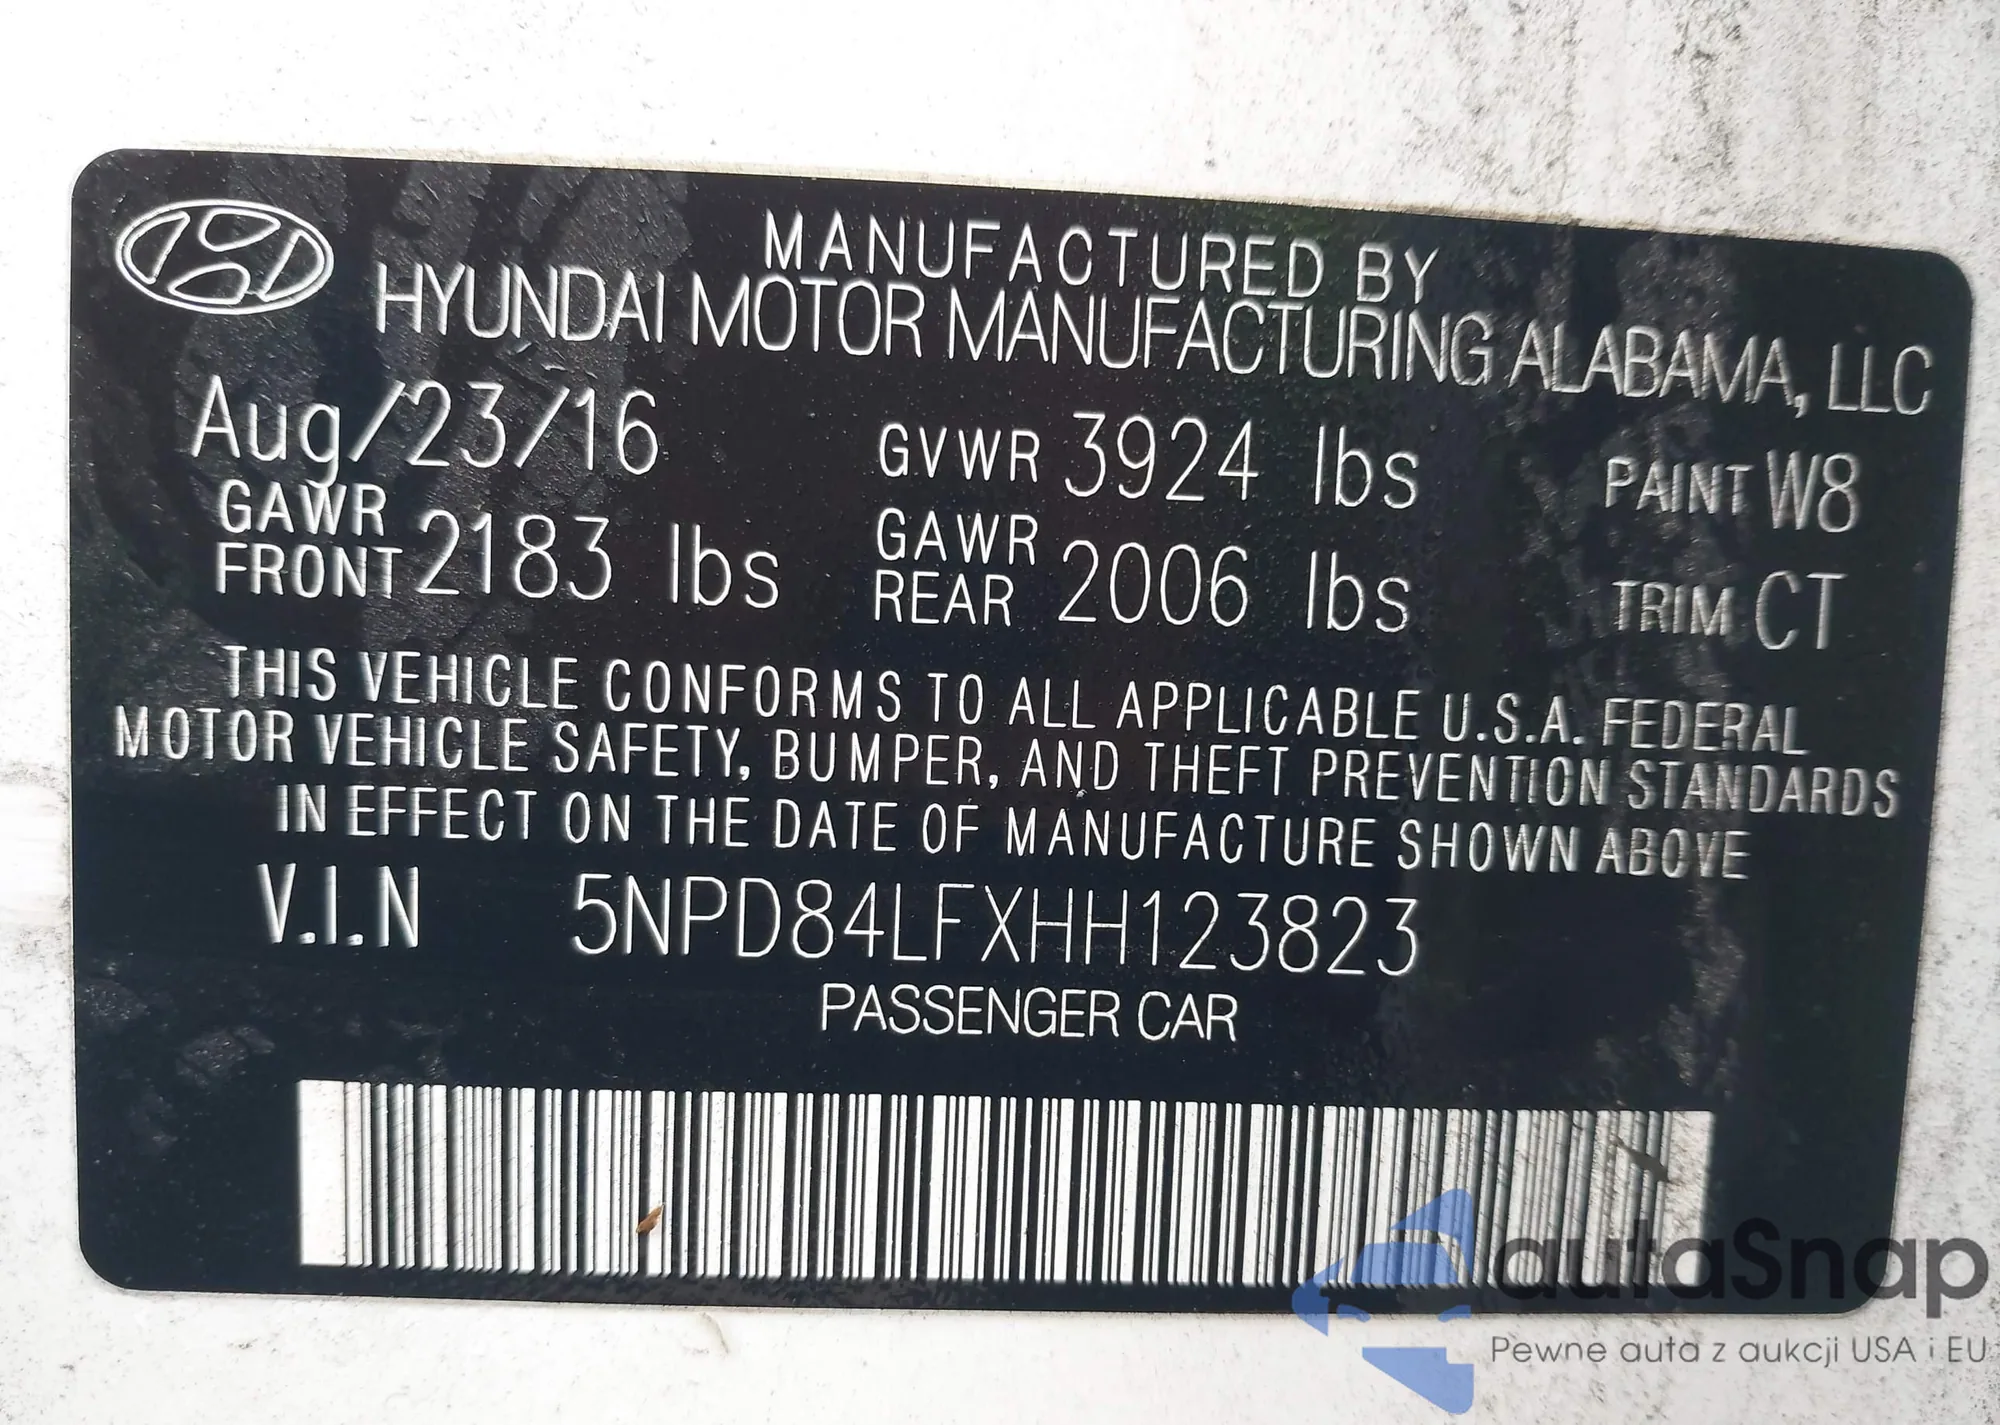 MANUFACTURED BY
HYUNDAI MOTOR MANUFACTURING ALABAMA, LLC
Aug/23/16 GVWR 3924 lbs PAINT W8
GAWR FRONT 2183 lbs GAWR REAR 2006 lbs TRIM CT
THIS VEHICLE CONFORMS TO ALL APPLICABLE U.S.A. FEDERAL
MOTOR VEHICLE SAFETY, BUMPER, AND THEFT PREVENTION STANDARDS
IN EFFECT ON THE DATE OF MANUFACTURE SHOWN ABOVE
V.I.N 5NPD84LFXHH123823
PASSENGER CAR
autaSnap
Pewne auta z aukcji USA i EU